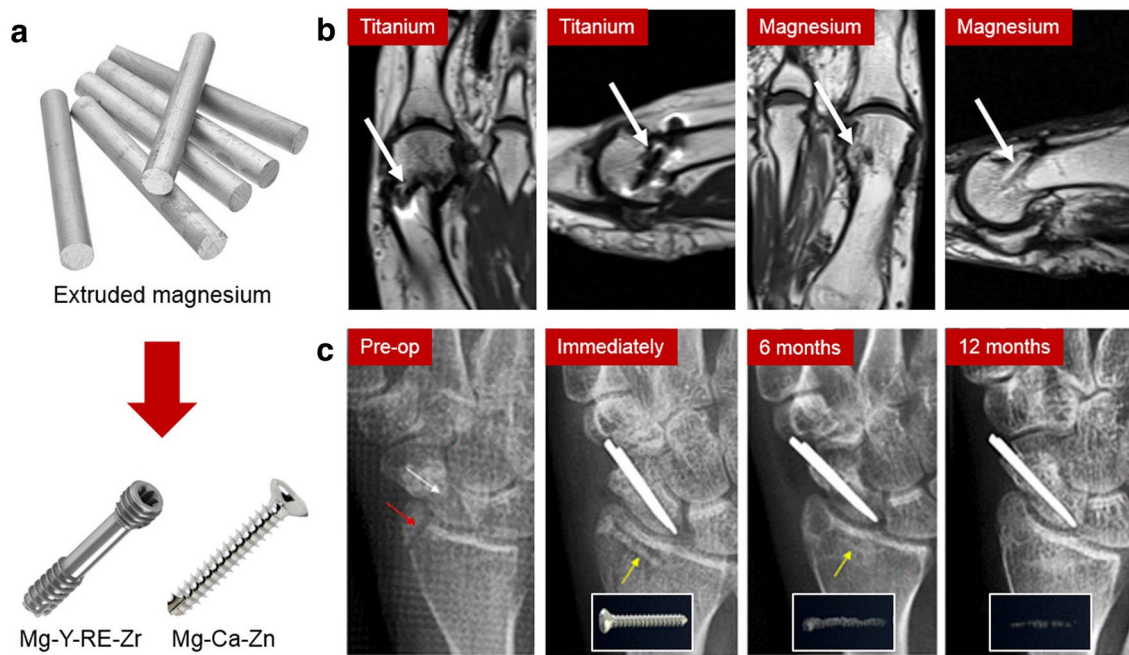 a
Extruded magnesium
Mg-Y-RE-Zr
Mg-Ca-Zn
b
Titanium
Titanium
Magnesium
Magnesium
c
Pre-op
Immediately
6 months
12 months